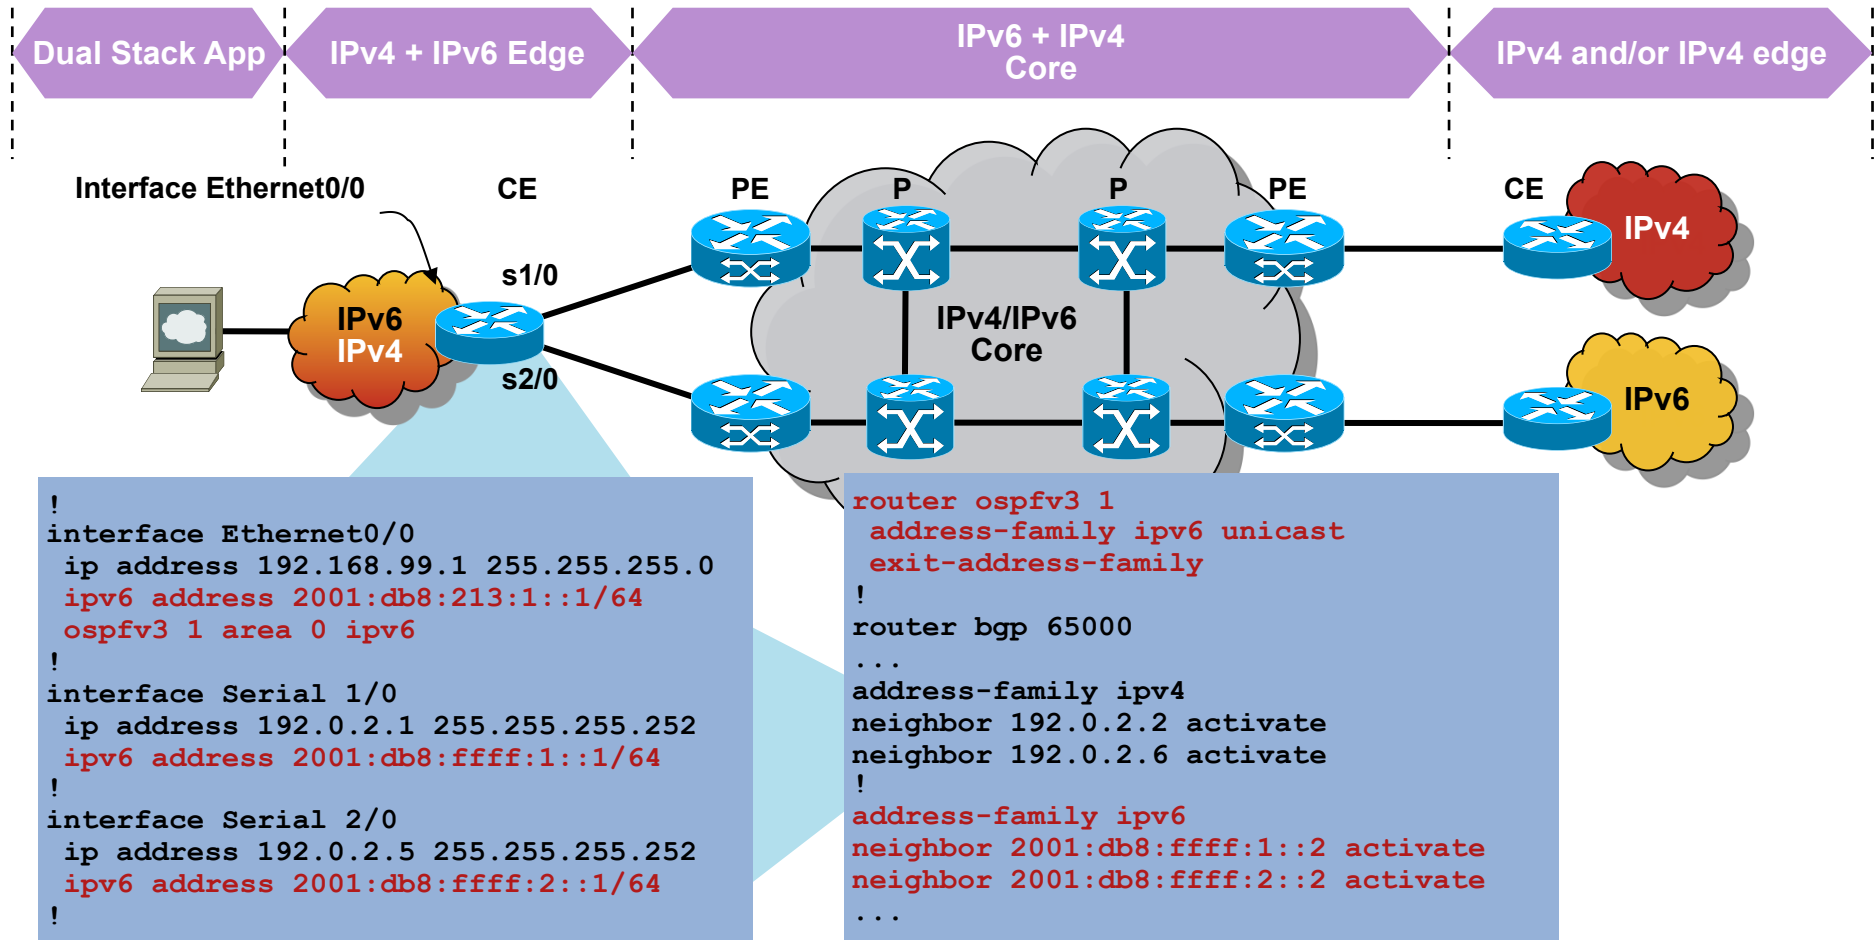 Dual Stack App
IPv4 + IPv6 Edge
IPv6 + IPv4
Core
IPv4 and/or IPv4 edge
Interface Ethernet0/0
CE
PE
P
P
PE
CE
IPv4
s1/0
IPv6
IPv4
IPv4/IPv6
Core
s2/0
IPv6
!
interface Ethernet0/0
ip address 192.168.99.1 255.255.255.0
ipv6 address 2001:db8:213:1::1/64
ospfv3 1 area 0 ipv6
!
interface Serial 1/0
ip address 192.0.2.1 255.255.255.252
ipv6 address 2001:db8:ffff:1::1/64
!
interface Serial 2/0
ip address 192.0.2.5 255.255.255.252
ipv6 address 2001:db8:ffff:2::1/64
!
router ospfv3 1
address-family ipv6 unicast
exit-address-family
!
router bgp 65000
...
address-family ipv4
neighbor 192.0.2.2 activate
neighbor 192.0.2.6 activate
!
address-family ipv6
neighbor 2001:db8:ffff:1::2 activate
neighbor 2001:db8:ffff:2::2 activate
...